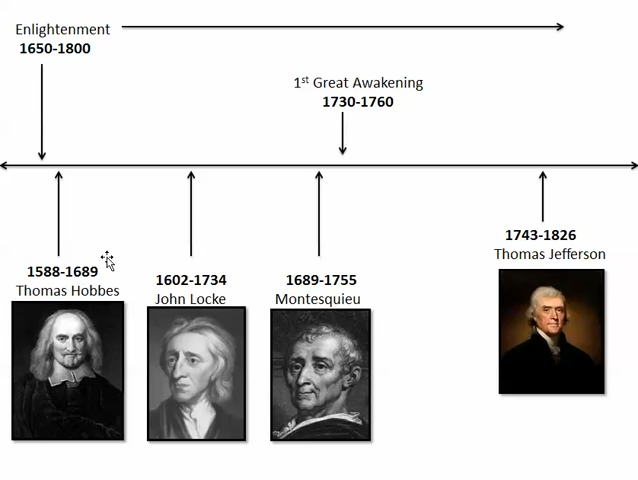 Enlightenment
1650-1800
1st Great Awakening
1730-1760
1588-1689
Thomas Hobbes
1602-1734
John Locke
1689-1755
Montesquieu
1743-1826
Thomas Jefferson